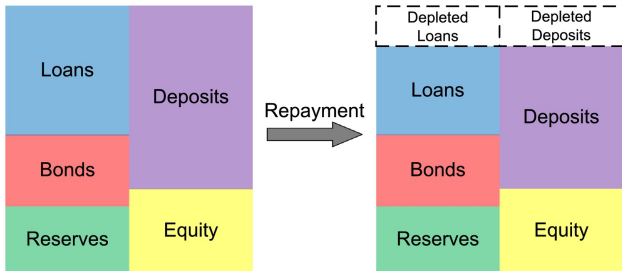 Loans
Deposits
Bonds
Reserves
Equity
Repayment
Depleted
Loans
Depleted
Deposits
Loans
Deposits
Bonds
Reserves
Equity